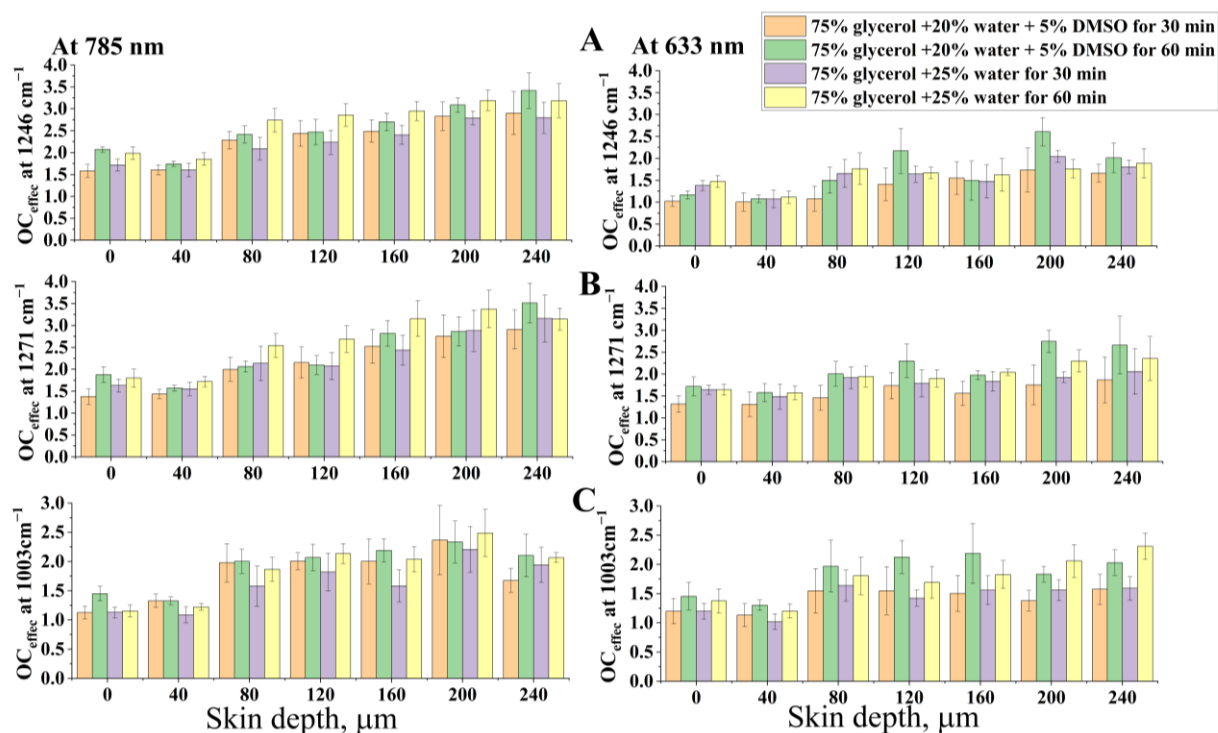 75% glycerol +20% water + 5% DMSO for 30 min
75% glycerol +20% water + 5% DMSO for 60 min
75% glycerol +25% water for 30 min
75% glycerol +25% water for 60 min
A
At 785 nm
OC_effec at 1246 cm⁻¹
4.0
3.5
3.0
2.5
2.0
1.5
1.0
0.5
0.0
0 40 80 120 160 200 240
At 633 nm
OC_effec at 1246 cm⁻¹
4.0
3.5
3.0
2.5
2.0
1.5
1.0
0.5
0.0
0 40 80 120 160 200 240
B
OC_effec at 1271 cm⁻¹
4.0
3.5
3.0
2.5
2.0
1.5
1.0
0.5
0.0
0 40 80 120 160 200 240
OC_effec at 1271 cm⁻¹
4.0
3.5
3.0
2.5
2.0
1.5
1.0
0.5
0.0
0 40 80 120 160 200 240
C
OC_effec at 1003cm⁻¹
3.0
2.5
2.0
1.5
1.0
0.5
0.0
0 40 80 120 160 200 240
Skin depth, μm
OC_effec at 1003cm⁻¹
3.0
2.5
2.0
1.5
1.0
0.5
0.0
0 40 80 120 160 200 240
Skin depth, μm